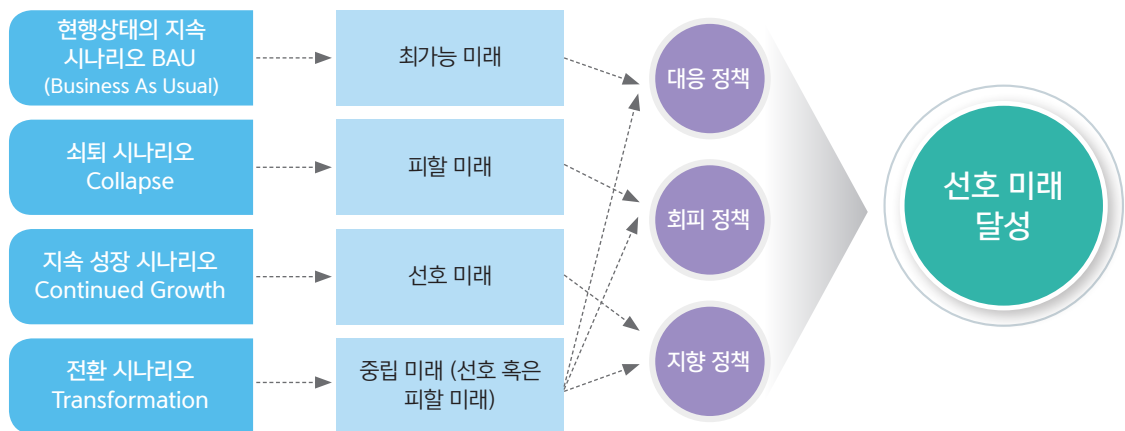 현행상태의 지속
시나리오 BAU
(Business As Usual)
최가능 미래
대응 정책
쇠퇴 시나리오
Collapse
피할 미래
회피 정책
선호 미래
달성
지속 성장 시나리오
Continued Growth
선호 미래
지향 정책
전환 시나리오
Transformation
중립 미래 (선호 혹은
피할 미래)